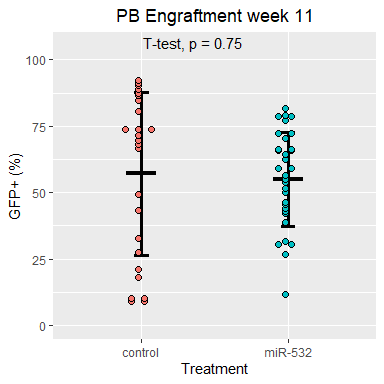 PB Engraftment week 11
T-test, p = 0.75
100
75
50
25
0
GFP+ (%)
control
miR-532
Treatment